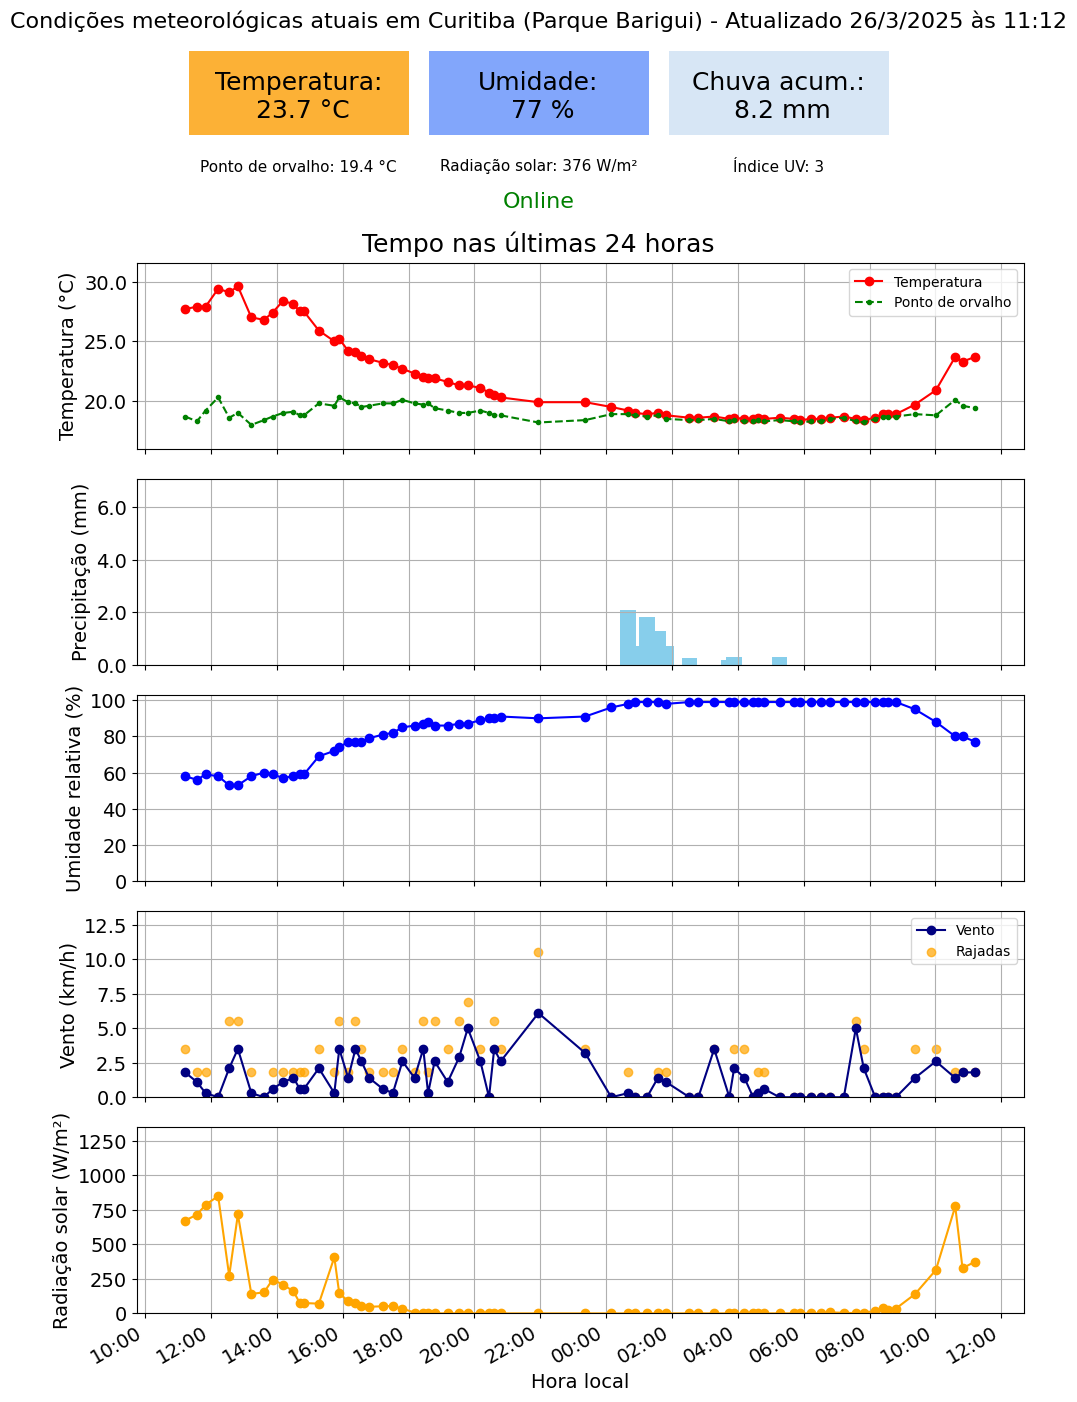 Condições meteorológicas atuais em Curitiba (Parque Barigui) - Atualizado 26/3/2025 às 11:12
Temperatura:
23.7 °C
Umidade:
77 %
Chuva acum.:
8.2 mm
Ponto de orvalho: 19.4 °C
Radiação solar: 376 W/m²
Índice UV: 3
Online
Tempo nas últimas 24 horas
Temperatura (°C)
30.0
25.0
20.0
Temperatura
Ponto de orvalho
Precipitação (mm)
6.0
4.0
2.0
0.0
Umidade relativa (%)
100
80
60
40
20
0
Vento (km/h)
12.5
10.0
7.5
5.0
2.5
0.0
Vento
Rajadas
Radiação solar (W/m²)
1250
1000
750
500
250
0
10:00
12:00
14:00
16:00
18:00
20:00
22:00
00:00
02:00
04:00
06:00
08:00
10:00
12:00
Hora local